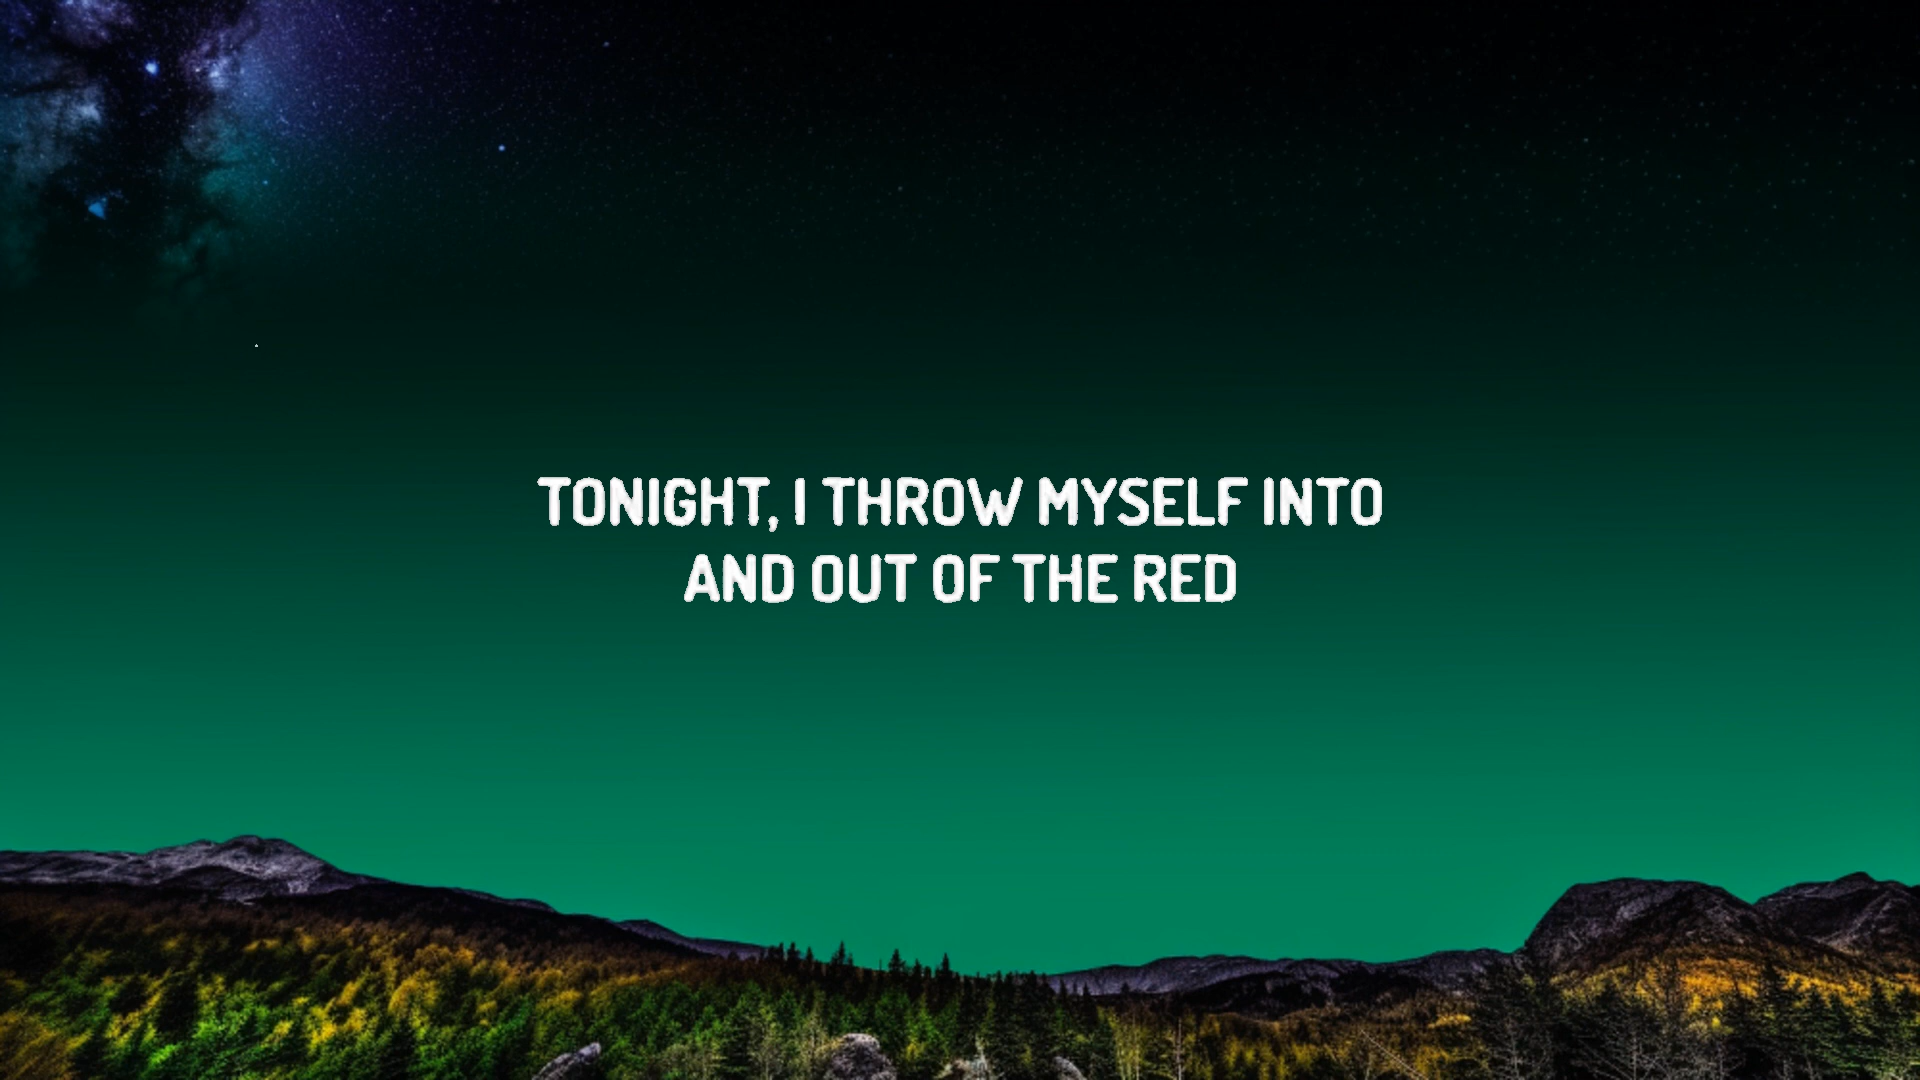 TONIGHT, I THROW MYSELF INTO
AND OUT OF THE RED